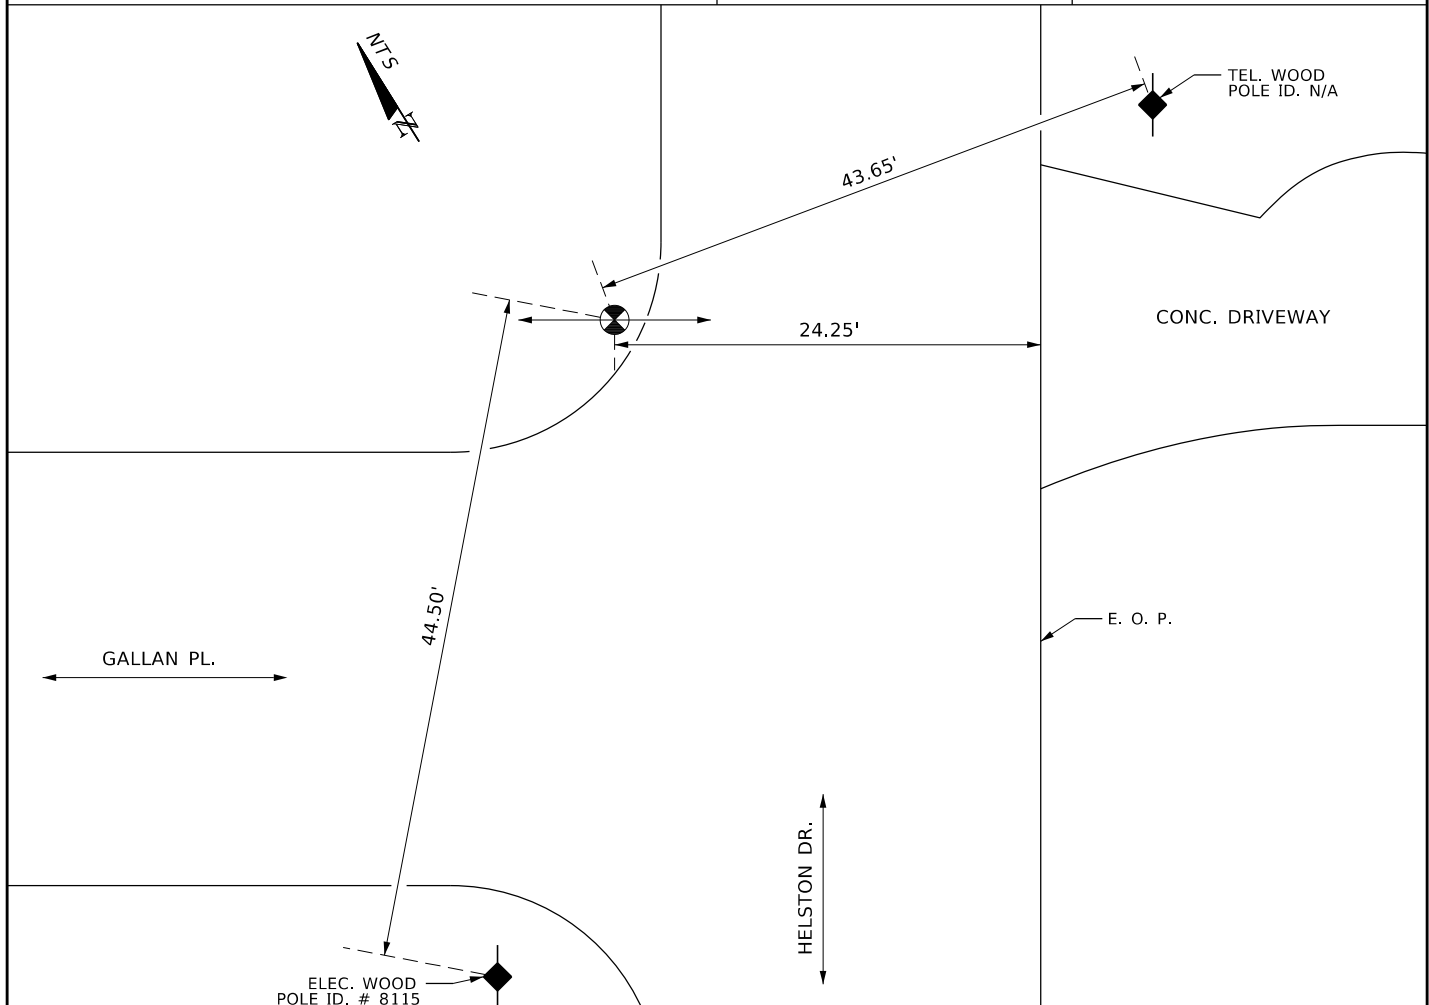 NTS
N
TEL. WOOD
POLE ID. N/A
43.65'
CONC. DRIVEWAY
24.25'
44.50'
E. O. P.
GALLAN PL.
HELSTON DR.
ELEC. WOOD
POLE ID. # 8115